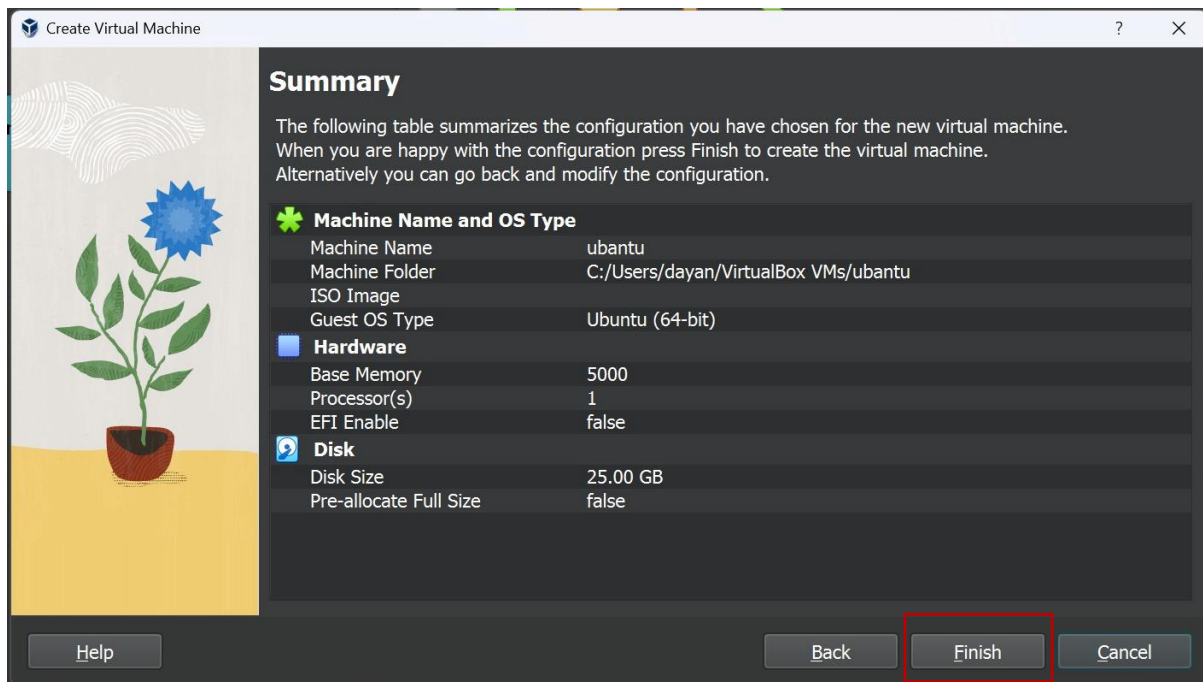 Create Virtual Machine
?
Summary
The following table summarizes the configuration you have chosen for the new virtual machine.
When you are happy with the configuration press Finish to create the virtual machine.
Alternatively you can go back and modify the configuration.
Machine Name and OS Type
Machine Name ubantu
Machine Folder C:/Users/dayan/VirtualBox VMs/ubantu
ISO Image
Guest OS Type Ubuntu (64-bit)
Hardware
Base Memory 5000
Processor(s) 1
EFI Enable false
Disk
Disk Size 25.00 GB
Pre-allocate Full Size false
Help Back Finish Cancel